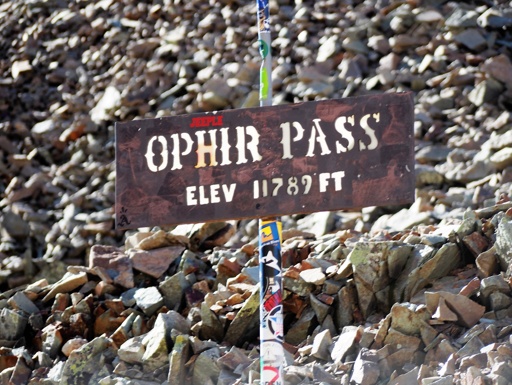 OPHIR PASS
ELEV 11789 FT